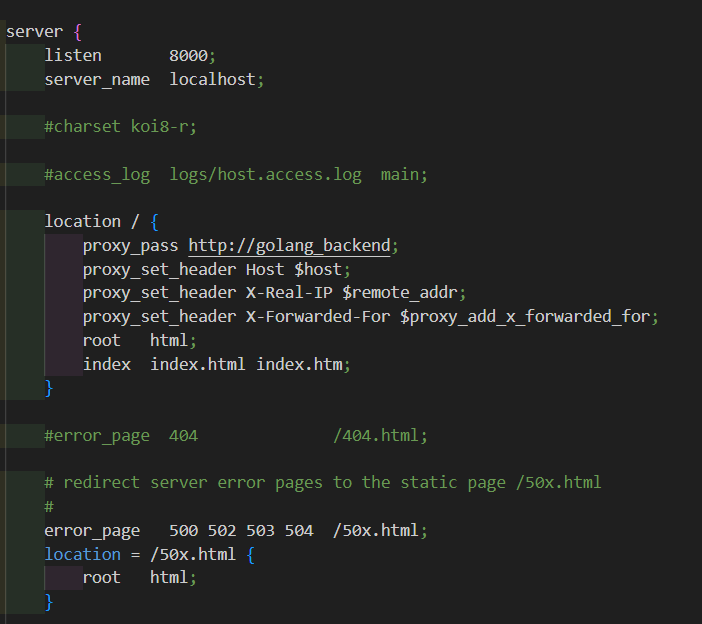 server {
    listen       8000;
    server_name  localhost;
    #charset koi8-r;
    #access_log  logs/host.access.log  main;
    location / {
        proxy_pass http://golang_backend;
        proxy_set_header Host $host;
        proxy_set_header X-Real-IP $remote_addr;
        proxy_set_header X-Forwarded-For $proxy_add_x_forwarded_for;
        root   html;
        index  index.html index.htm;
    }
    #error_page  404              /404.html;
    # redirect server error pages to the static page /50x.html
    #
    error_page   500 502 503 504  /50x.html;
    location = /50x.html {
        root   html;
    }